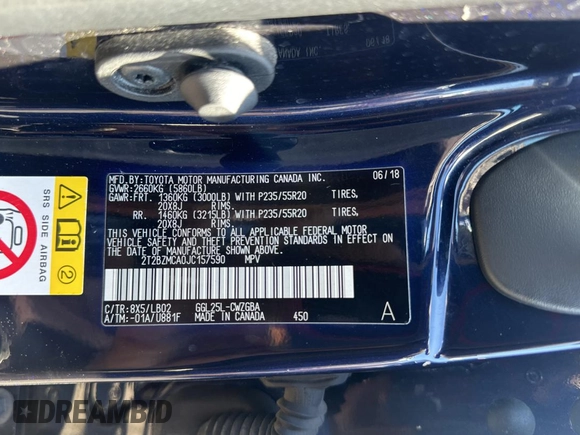 MFD.BY:TOYOTA MOTOR MANUFACTURING CANADA INC. 06/18
GVWR:2660KG (5860LB)
GAWR:FRT. 1360KG (3000LB) WITH P235/55R20 TIRES,
20X8J RIMS,
RR. 1460KG (3215LB) WITH P235/55R20 TIRES,
20X8J RIMS,
THIS VEHICLE CONFORMS TO ALL APPLICABLE FEDERAL MOTOR
VEHICLE SAFETY STANDARDS IN EFFECT ON THE
DATE OF MANUFACTURE SHOWN ABOVE.
2T2BZMCA0JC157590 MPV
C/TR:8X5/LB02 GGL25L-CWZGBA
A/TM:-01A/U881F MADE IN CANADA 450 A
SRS SIDE AIRBAG
2
DREAMBID